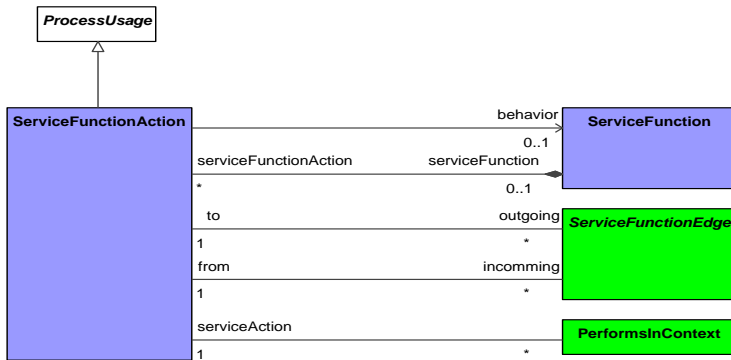 ProcessUsage
ServiceFunctionAction
behavior
ServiceFunction
0..1
serviceFunctionAction
serviceFunction
*
0..1
to
outgoing
ServiceFunctionEdge
1
*
from
incomming
1
*
serviceAction
PerformsInContext
1
*